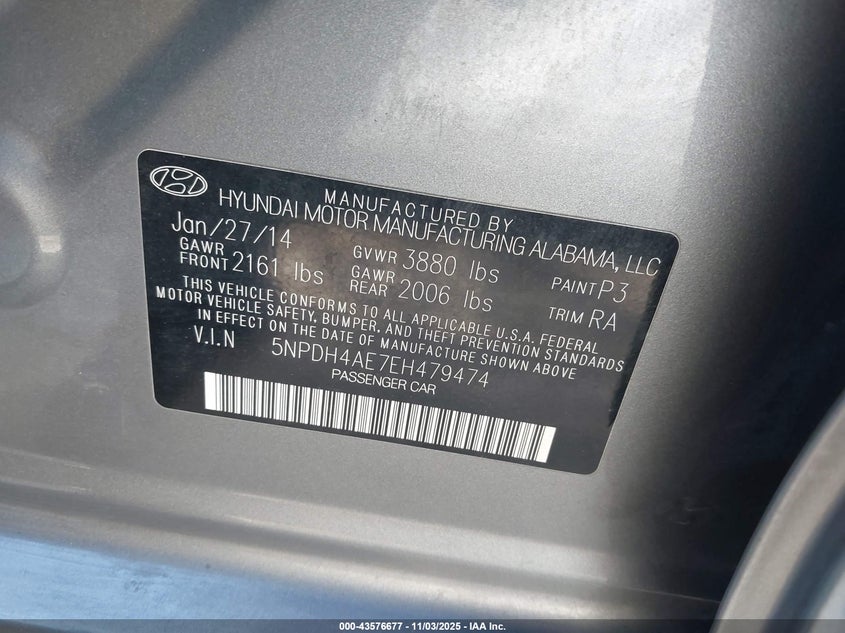 MANUFACTURED BY
HYUNDAI MOTOR MANUFACTURING ALABAMA, LLC
Jan/27/14 GVWR 3880 lbs PAINT P3
GAWR FRONT 2161 lbs GAWR REAR 2006 lbs TRIM RA
THIS VEHICLE CONFORMS TO ALL APPLICABLE U.S.A. FEDERAL
MOTOR VEHICLE SAFETY, BUMPER, AND THEFT PREVENTION STANDARDS
IN EFFECT ON THE DATE OF MANUFACTURE SHOWN ABOVE
V.I.N 5NPDH4AE7EH479474
PASSENGER CAR
000-43576677 - 11/03/2025 - IAA Inc.